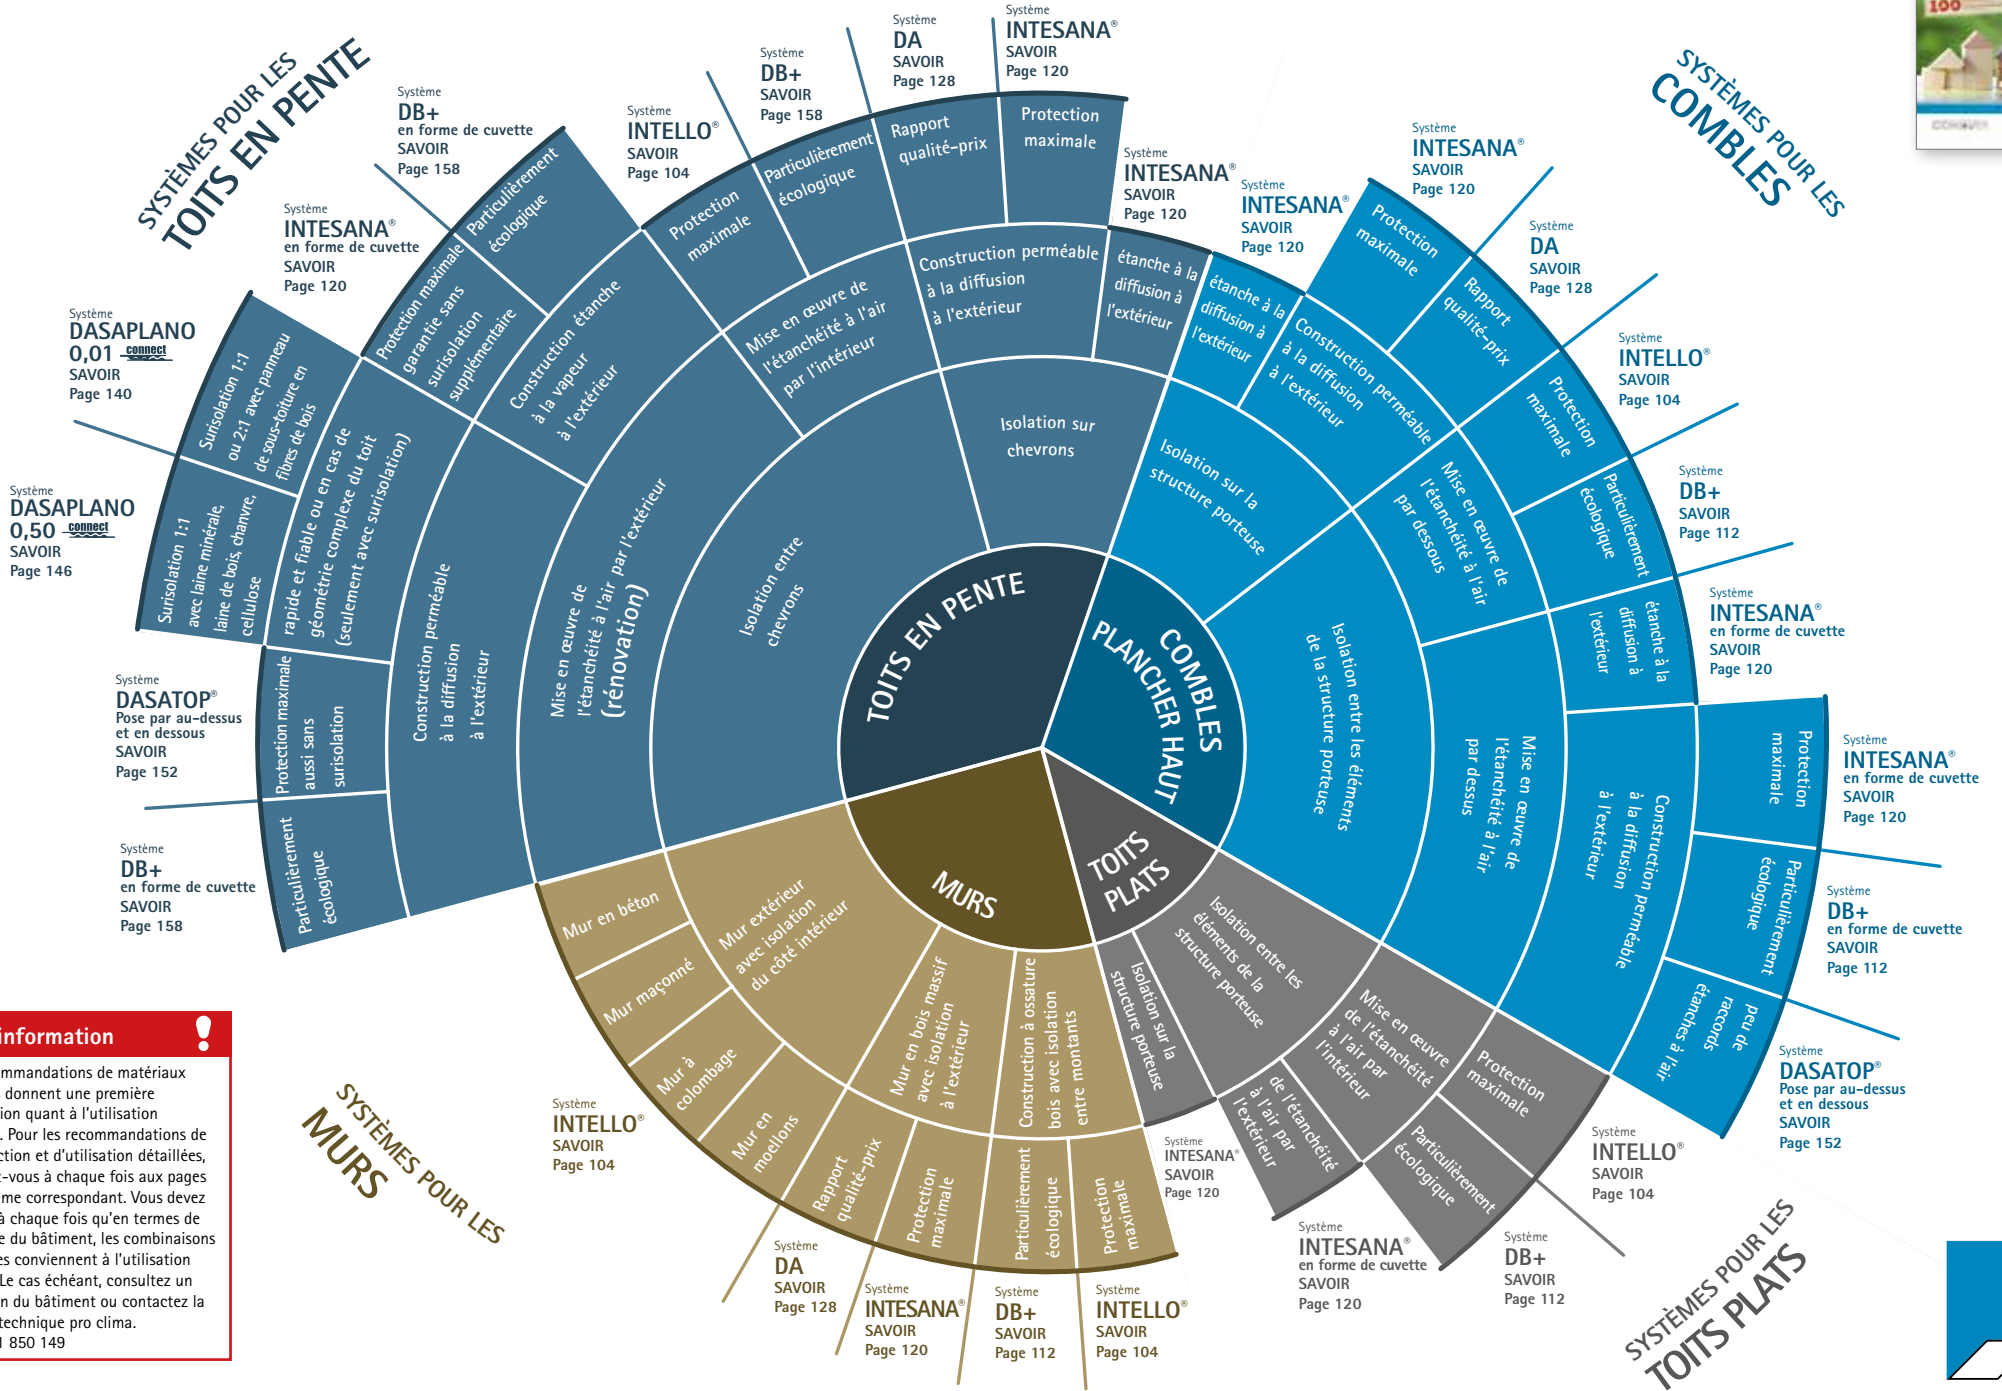 SYSTÈMES POUR LES
TOITS EN PENTE
Système
DASAPLANO
0,50 connect
SAVOIR
Page 146
Système
DASAPLANO
0,01 connect
SAVOIR
Page 140
Système
INTESANA®
en forme de cuvette
SAVOIR
Page 120
Système
DB+
en forme de cuvette
SAVOIR
Page 158
Système
INTELLO®
SAVOIR
Page 104
Système
DB+
SAVOIR
Page 158
Système
DA
SAVOIR
Page 128
Système
INTESANA®
SAVOIR
Page 120
Système
INTESANA®
SAVOIR
Page 120
Système
DASATOP®
Pose par au-dessus
et en dessous
SAVOIR
Page 152
Système
DB+
en forme de cuvette
SAVOIR
Page 158
Surisolation 1:1
ou 2:1 avec panneau
de sous-toiture en
fibres de bois
Surisolation 1:1
avec laine minérale,
laine de bois, chanvre,
cellulose
rapide et fiable ou en cas de
géométrie complexe du toit
(seulement avec surisolation)
Protection maximale
aussi sans
surisolation
Particulièrement
écologique
Protection maximale
garantie sans
surisolation
supplémentaire
Particulièrement
écologique
Construction étanche
à la vapeur
à l'extérieur
Construction perméable
à la diffusion
à l'extérieur
Mise en œuvre de
l'étanchéité à l'air par l'extérieur
(rénovation)
Protection
maximale
Particulièrement
écologique
Mise en œuvre de
l'étanchéité à l'air
par l'intérieur
Rapport
qualité-prix
Protection
maximale
Construction perméable
à la diffusion
à l'extérieur
étanche à la
diffusion à
l'extérieur
Isolation entre
chevrons
Isolation sur
chevrons
TOITS EN PENTE
SYSTÈMES POUR LES
COMBLES
100
Système
INTESANA®
SAVOIR
Page 120
Système
INTESANA®
SAVOIR
Page 120
Système
DA
SAVOIR
Page 128
Système
INTELLO®
SAVOIR
Page 104
Système
DB+
SAVOIR
Page 112
Système
INTESANA®
en forme de cuvette
SAVOIR
Page 120
Système
INTESANA®
en forme de cuvette
SAVOIR
Page 120
Système
DB+
en forme de cuvette
SAVOIR
Page 112
Système
DASATOP®
Pose par au-dessus
et en dessous
SAVOIR
Page 152
étanche à la
diffusion à
l'extérieur
Construction perméable
à la diffusion
à l'extérieur
Protection
maximale
Rapport
qualité-prix
Protection
maximale
Particulièrement
écologique
étanche à la
diffusion à
l'extérieur
Protection
maximale
Particulièrement
écologique
peu de
raccords
étanches à l'air
Isolation sur la
structure porteuse
Mise en œuvre de
l'étanchéité à l'air
par dessous
Isolation entre les éléments
de la structure porteuse
Mise en œuvre de
l'étanchéité à l'air
par dessus
Construction perméable
à la diffusion
à l'extérieur
COMBLES
PLANCHER HAUT
TOITS
PLATS
Isolation entre les
éléments de la
structure porteuse
Isolation sur la
structure porteuse
Mise en œuvre
de l'étanchéité
à l'air par
l'intérieur
de l'étanchéité
à l'air par
l'extérieur
Protection
maximale
Particulièrement
écologique
Système
INTESANA®
SAVOIR
Page 120
Système
INTESANA®
en forme de cuvette
SAVOIR
Page 120
Système
DB+
SAVOIR
Page 112
Système
INTELLO®
SAVOIR
Page 104
SYSTÈMES POUR LES
TOITS PLATS
MURS
Mur extérieur
avec isolation
du côté intérieur
Mur en béton
Mur maçonné
Mur à
colombage
Mur en
moellons
Mur en bois massif
avec isolation
à l'extérieur
Rapport
qualité-prix
Protection
maximale
Construction à ossature
bois avec isolation
entre montants
Particulièrement
écologique
Protection
maximale
Système
INTELLO®
SAVOIR
Page 104
Système
DA
SAVOIR
Page 128
Système
INTESANA®
SAVOIR
Page 120
Système
DB+
SAVOIR
Page 112
Système
INTELLO®
SAVOIR
Page 104
SYSTÈMES POUR LES
MURS
information !
mmandations de matériaux
donnent une première
tion quant à l'utilisation
. Pour les recommandations de
ction et d'utilisation détaillées,
z-vous à chaque fois aux pages
ème correspondant. Vous devez
à chaque fois qu'en termes de
e du bâtiment, les combinaisons
es conviennent à l'utilisation
Le cas échéant, consultez un
n du bâtiment ou contactez la
technique pro clima.
1 850 149